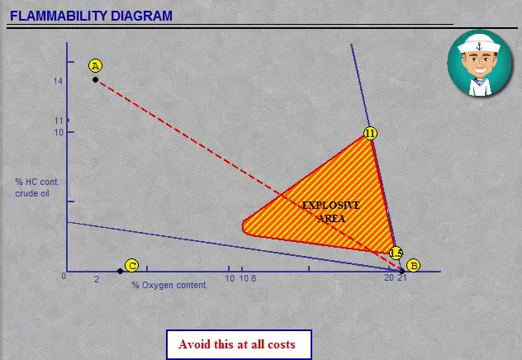 FLAMMABILITY DIAGRAM
A
14
11
10
11
% HC cont.
crude oil
EXPLOSIVE
AREA
1.5
B
C
0
2
10 10.8
20 21
% Oxygen content
Avoid this at all costs